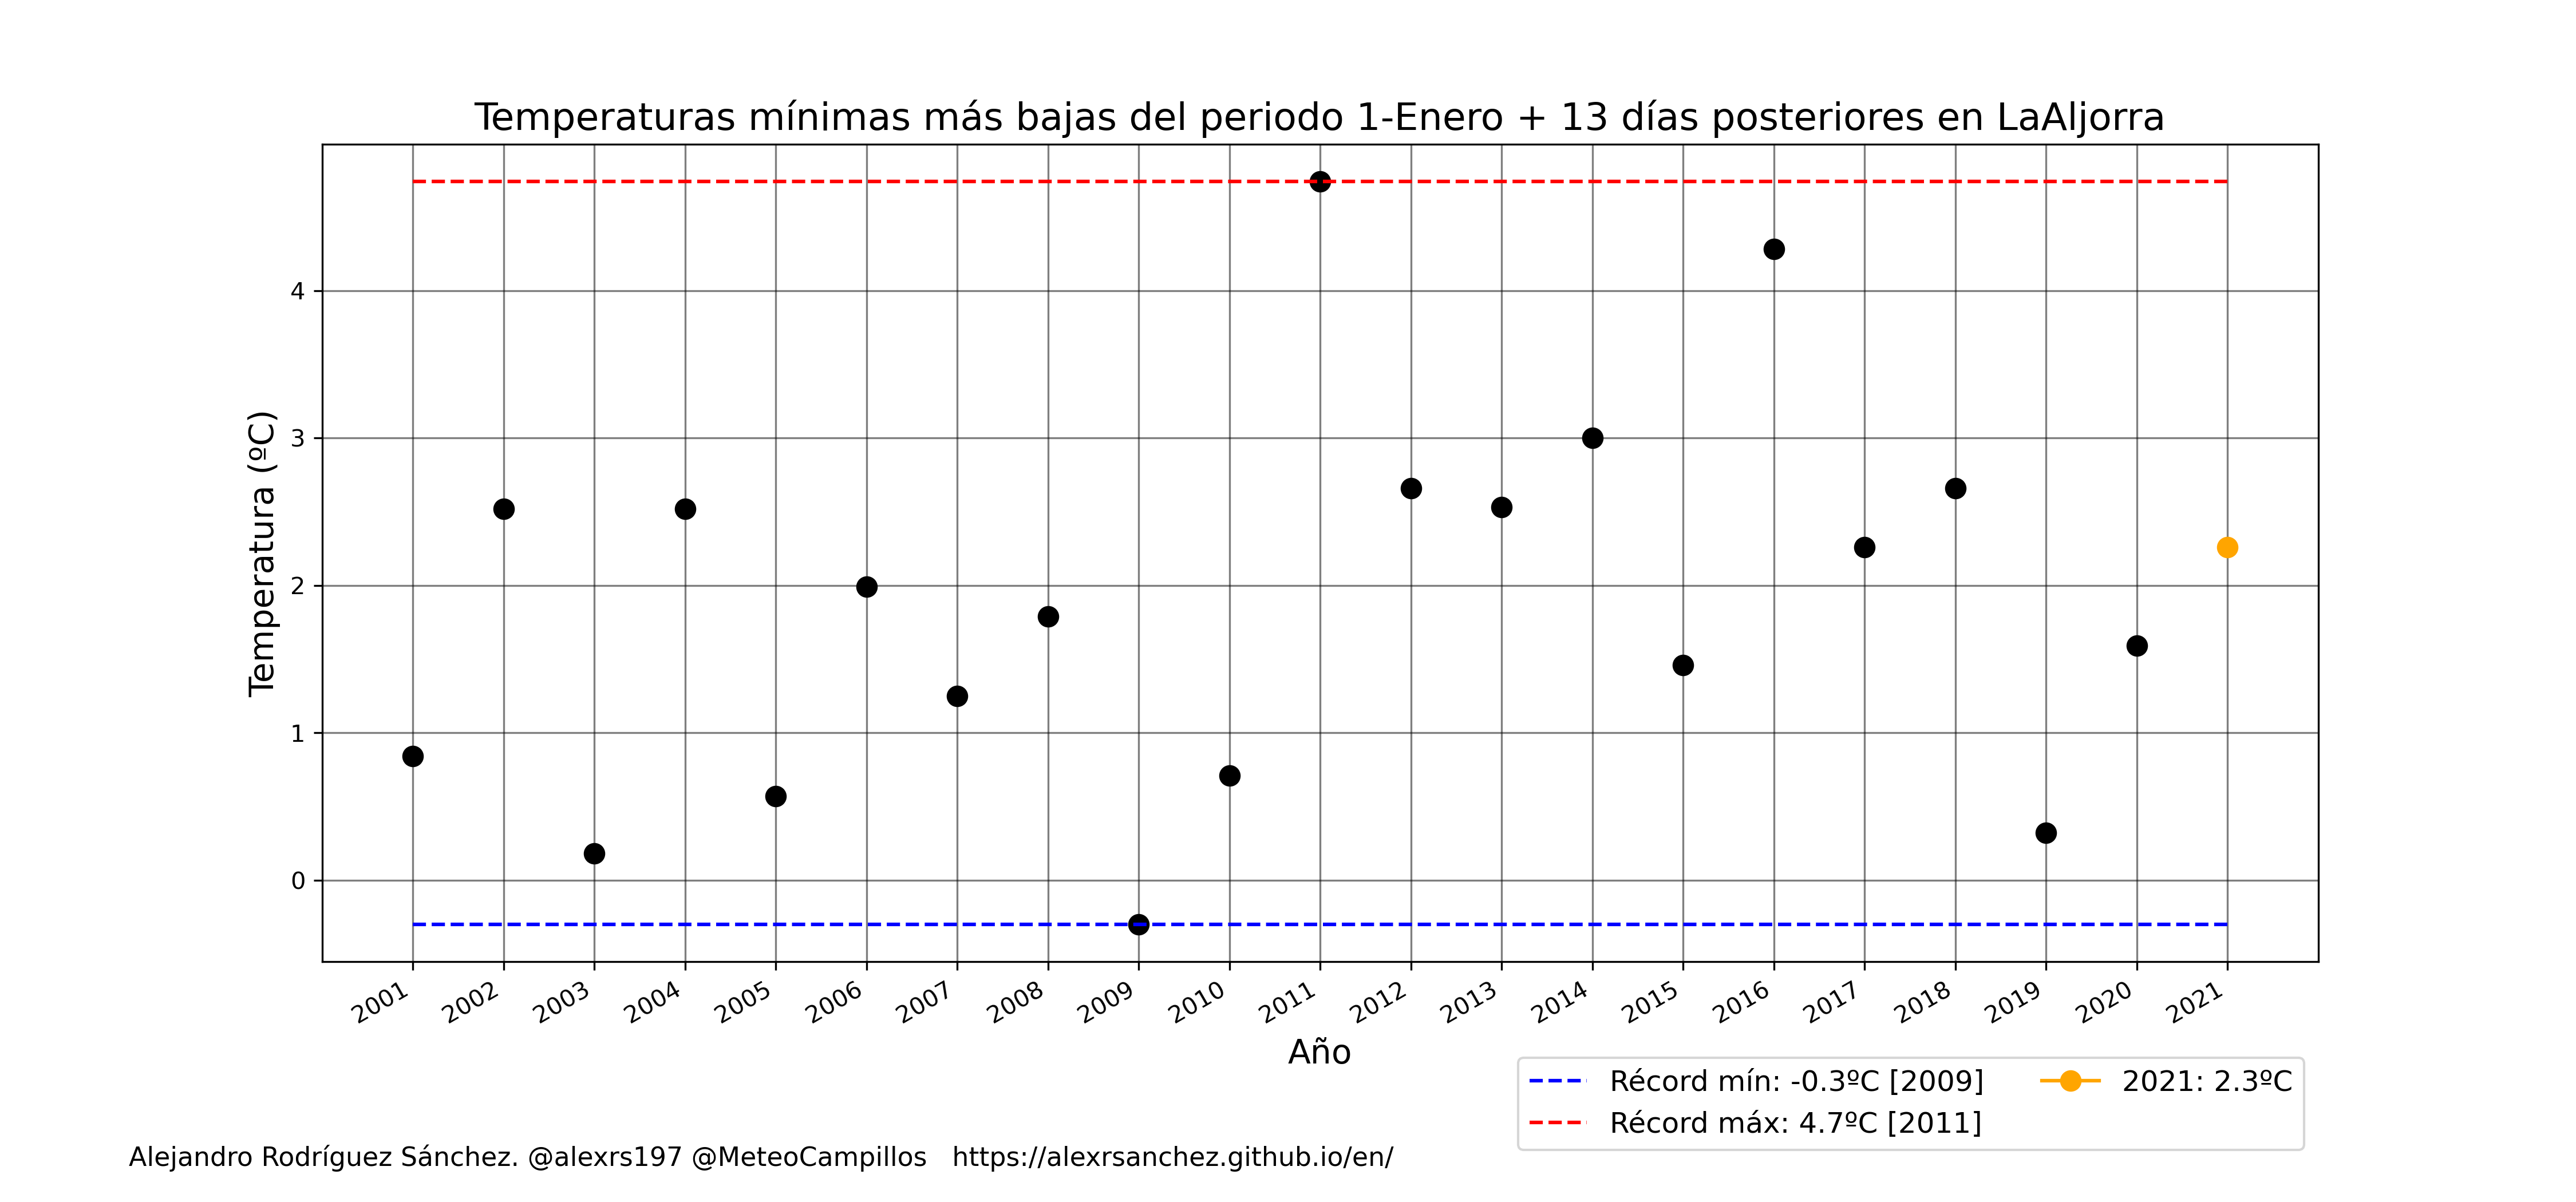 Temperaturas mínimas más bajas del periodo 1-Enero + 13 días posteriores en LaAljorra
Temperatura (ºC)
4
3
2
1
0
2001 2002 2003 2004 2005 2006 2007 2008 2009 2010 2011 2012 2013 2014 2015 2016 2017 2018 2019 2020 2021
Año
Récord mín: -0.3ºC [2009]
Récord máx: 4.7ºC [2011]
2021: 2.3ºC
Alejandro Rodríguez Sánchez. @alexrs197 @MeteoCampillos https://alexrsanchez.github.io/en/